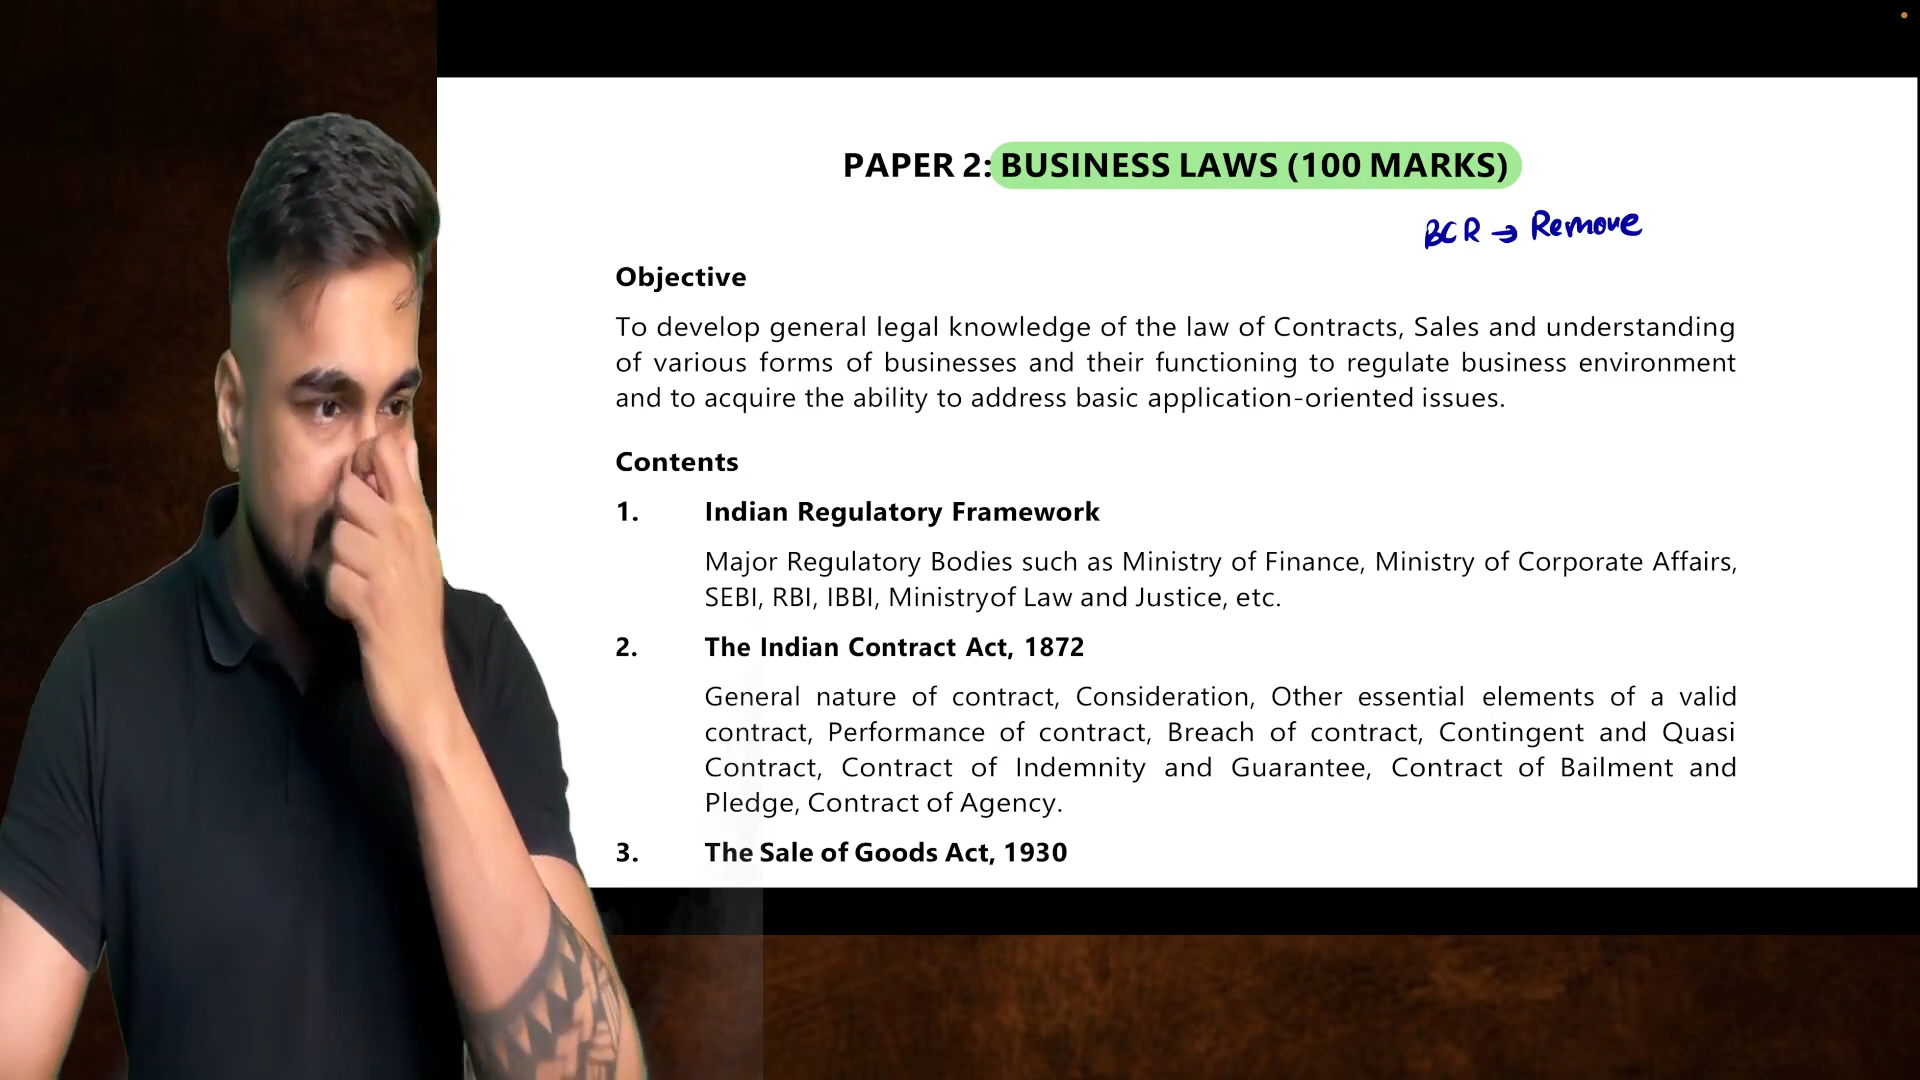 PAPER 2: BUSINESS LAWS (100 MARKS)
BCR → Remove
Objective
To develop general legal knowledge of the law of Contracts, Sales and understanding
of various forms of businesses and their functioning to regulate business environment
and to acquire the ability to address basic application-oriented issues.
Contents
1. Indian Regulatory Framework
Major Regulatory Bodies such as Ministry of Finance, Ministry of Corporate Affairs,
SEBI, RBI, IBBI, Ministryof Law and Justice, etc.
2. The Indian Contract Act, 1872
General nature of contract, Consideration, Other essential elements of a valid
contract, Performance of contract, Breach of contract, Contingent and Quasi
Contract, Contract of Indemnity and Guarantee, Contract of Bailment and
Pledge, Contract of Agency.
3. The Sale of Goods Act, 1930